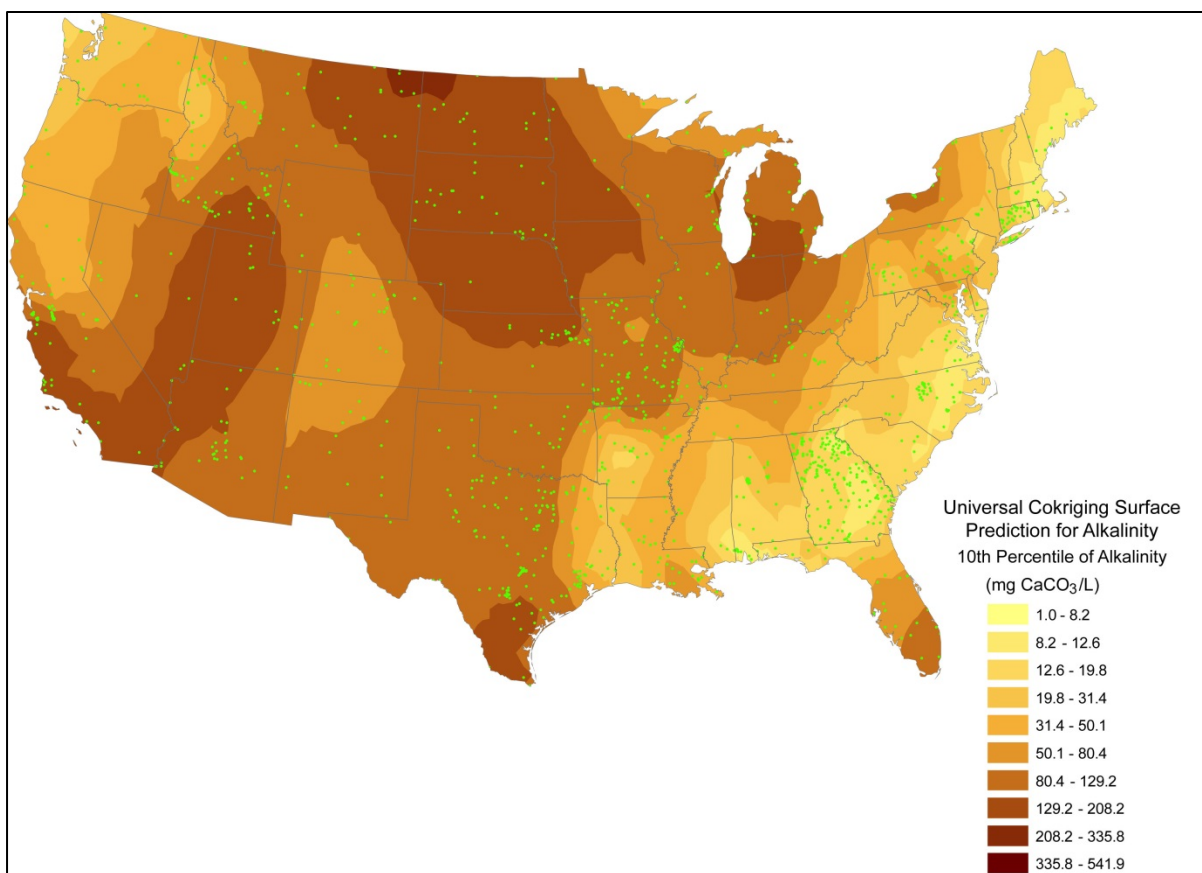 Universal Cokriging Surface
Prediction for Alkalinity
10th Percentile of Alkalinity
(mg CaCO₃/L)
1.0 - 8.2
8.2 - 12.6
12.6 - 19.8
19.8 - 31.4
31.4 - 50.1
50.1 - 80.4
80.4 - 129.2
129.2 - 208.2
208.2 - 335.8
335.8 - 541.9